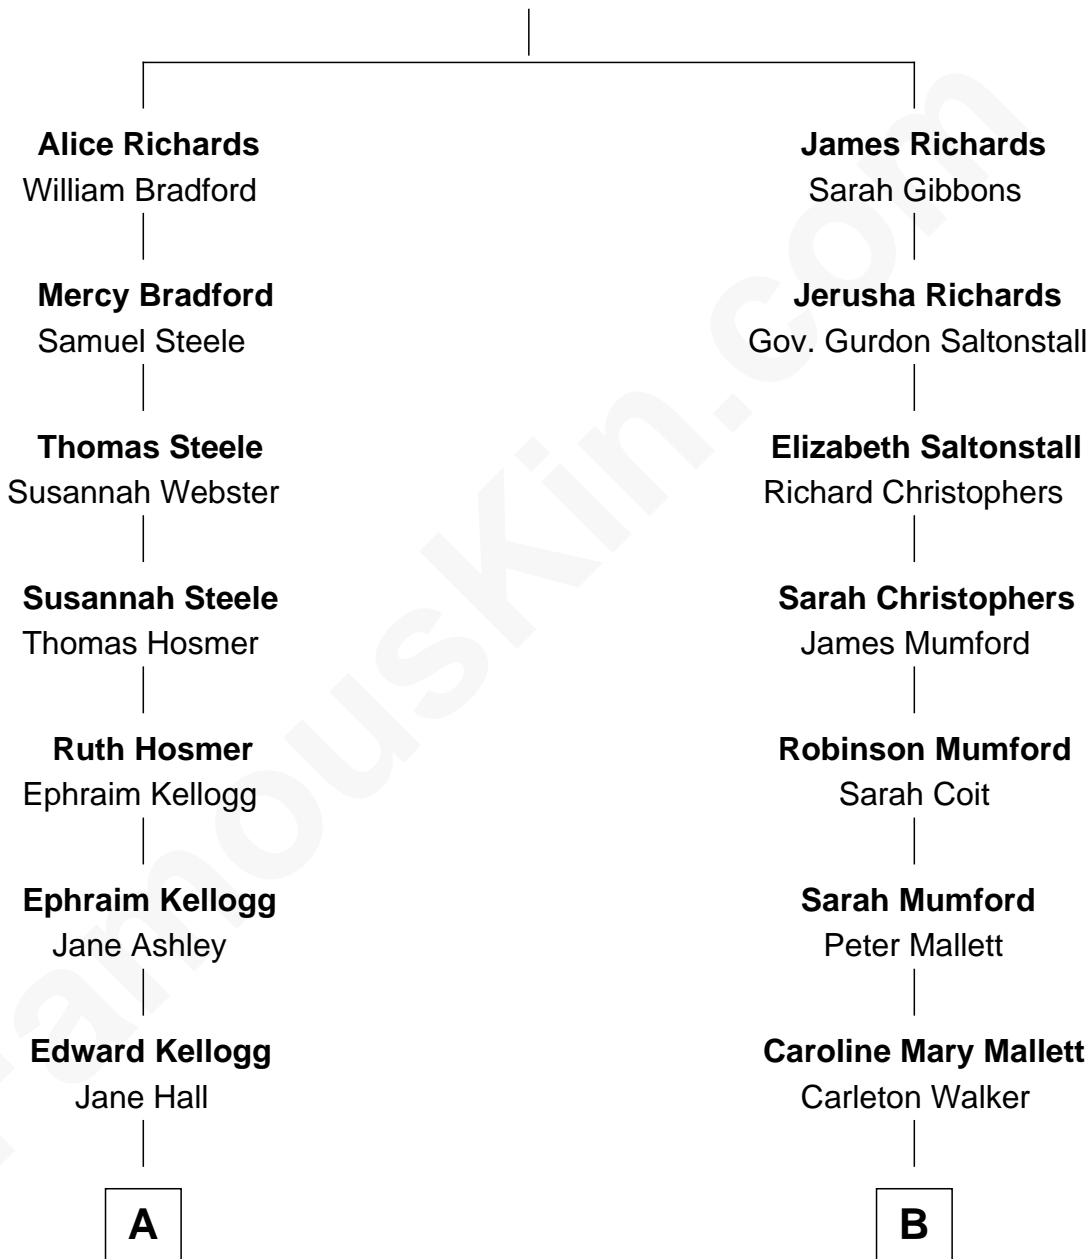 Alice Richards
William Bradford
Mercy Bradford
Samuel Steele
Thomas Steele
Susannah Webster
Susannah Steele
Thomas Hosmer
Ruth Hosmer
Ephraim Kellogg
Ephraim Kellogg
Jane Ashley
Edward Kellogg
Jane Hall
A
James Richards
Sarah Gibbons
Jerusha Richards
Gov. Gurdon Saltonstall
Elizabeth Saltonstall
Richard Christophers
Sarah Christophers
James Mumford
Robinson Mumford
Sarah Coit
Sarah Mumford
Peter Mallett
Caroline Mary Mallett
Carleton Walker
B
FamousKin.com